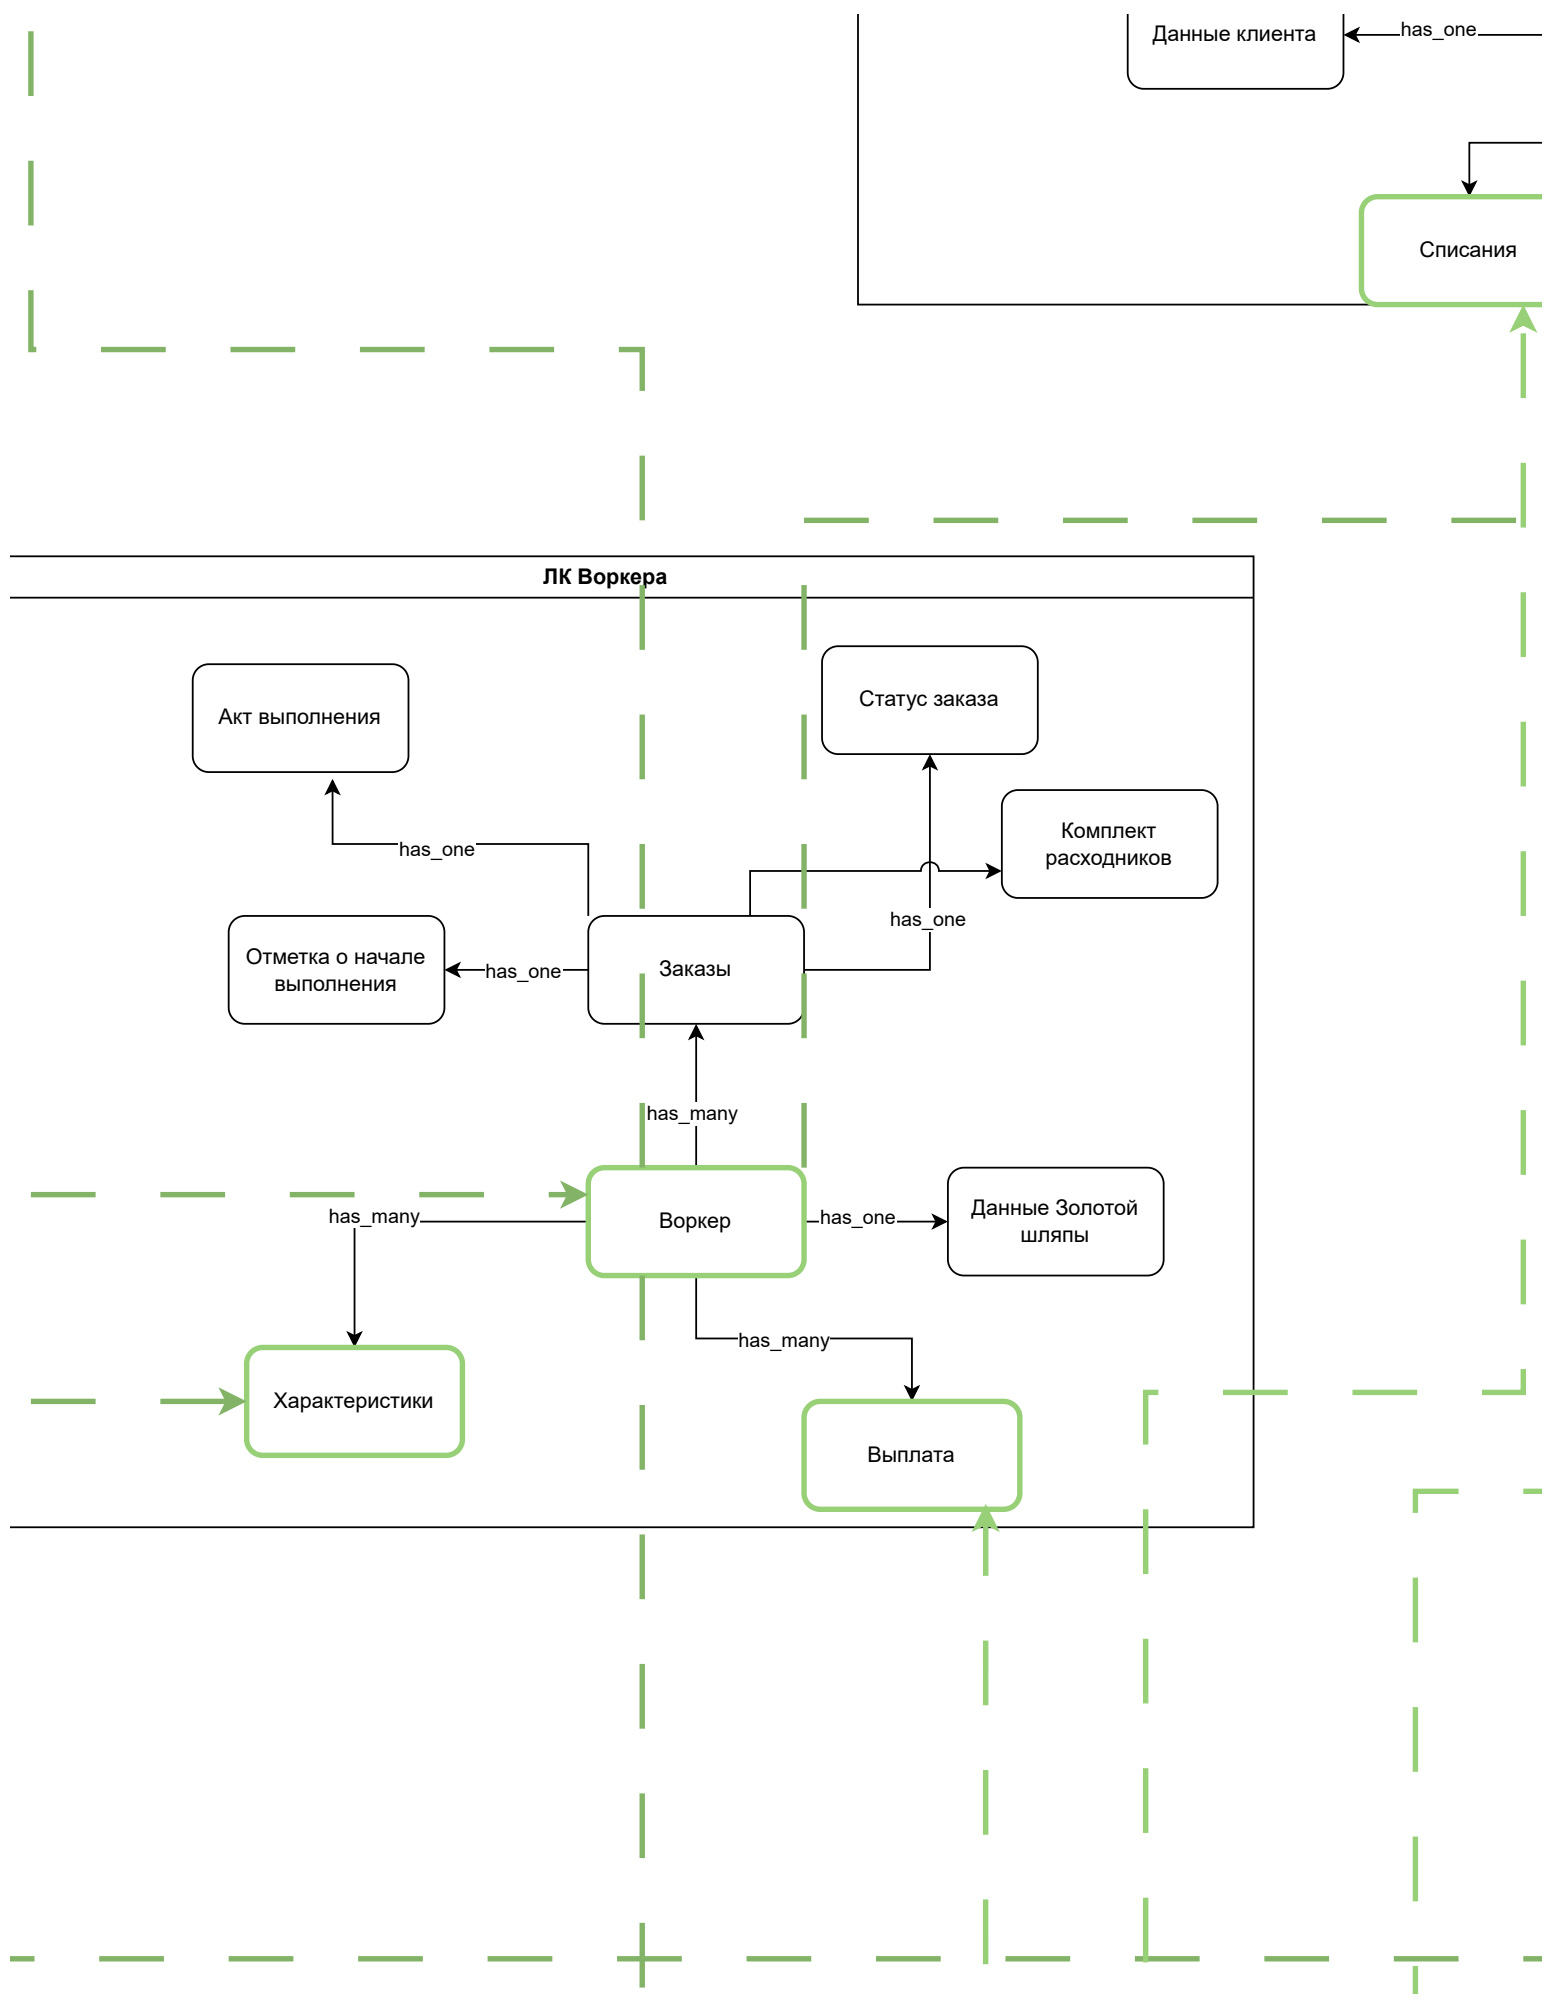 Данные клиента
has_one
Списания
ЛК Воркера
Акт выполнения
Статус заказа
Комплект
расходников
has_one
has_one
Отметка о начале
выполнения
has_one
Заказы
has_many
has_many
Воркер
has_one
Данные Золотой
шляпы
has_many
Характеристики
Выплата